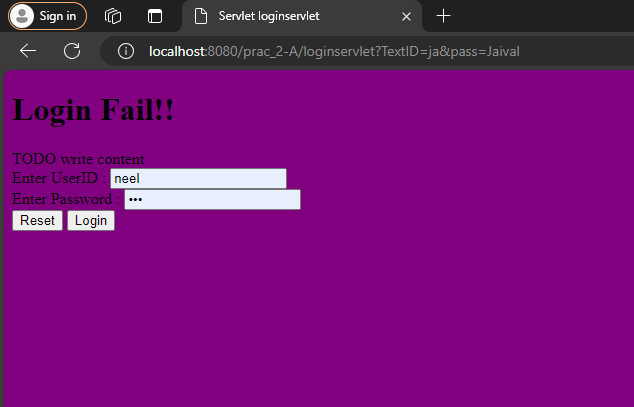 Sign in
Servlet loginservlet
localhost:8080/prac_2-A/loginservlet?TextID=ja&pass=Jaival
Login Fail!!
TODO write content
Enter UserID : neel
Enter Password : •••
Reset Login